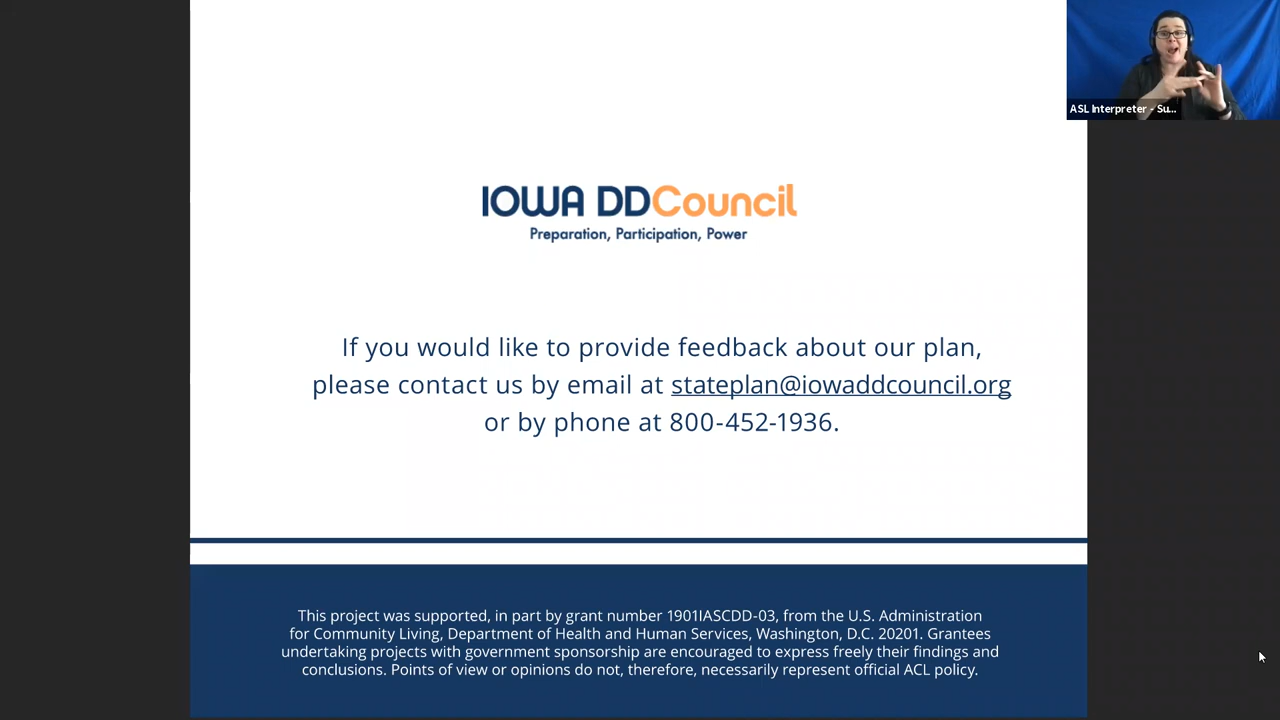 ASL Interpreter - Su...
IOWA DDCouncil
Preparation, Participation, Power
If you would like to provide feedback about our plan,
please contact us by email at stateplan@iowaddcouncil.org
or by phone at 800-452-1936.
This project was supported, in part by grant number 1901IASCDD-03, from the U.S. Administration
for Community Living, Department of Health and Human Services, Washington, D.C. 20201. Grantees
undertaking projects with government sponsorship are encouraged to express freely their findings and
conclusions. Points of view or opinions do not, therefore, necessarily represent official ACL policy.